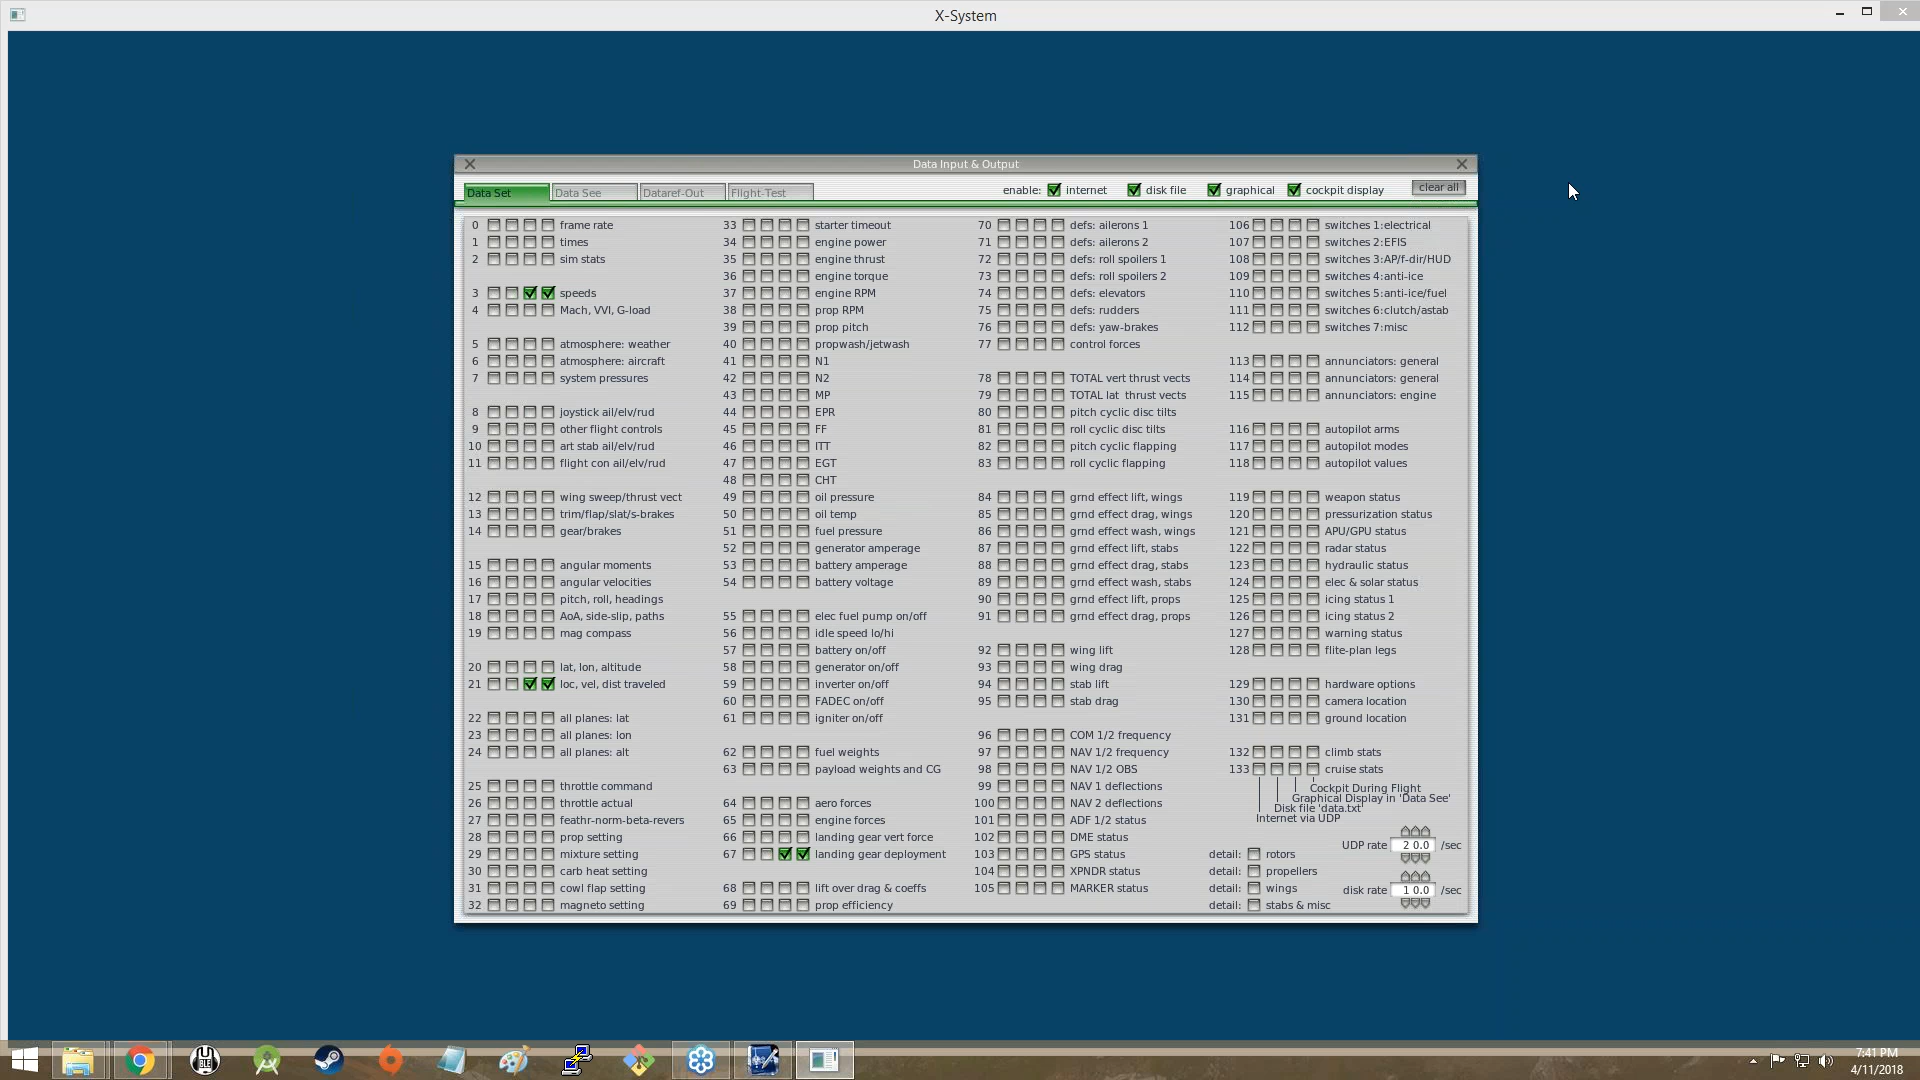 X-System
Data Input & Output
Data Set Data See Dataref-Out Flight-Test enable: internet disk file graphical cockpit display clear all
0 frame rate
1 times
2 sim stats
3 speeds
4 Mach, VVI, G-load
5 atmosphere: weather
6 atmosphere: aircraft
7 system pressures
8 joystick ail/elv/rud
9 other flight controls
10 art stab ail/elv/rud
11 flight con ail/elv/rud
12 wing sweep/thrust vect
13 trim/flap/slat/s-brakes
14 gear/brakes
15 angular moments
16 angular velocities
17 pitch, roll, headings
18 AoA, side-slip, paths
19 mag compass
20 lat, lon, altitude
21 loc, vel, dist traveled
22 all planes: lat
23 all planes: lon
24 all planes: alt
25 throttle command
26 throttle actual
27 feathr-norm-beta-revers
28 prop setting
29 mixture setting
30 carb heat setting
31 cowl flap setting
32 magneto setting
33 starter timeout
34 engine power
35 engine thrust
36 engine torque
37 engine RPM
38 prop RPM
39 prop pitch
40 propwash/jetwash
41 N1
42 N2
43 MP
44 EPR
45 FF
46 ITT
47 EGT
48 CHT
49 oil pressure
50 oil temp
51 fuel pressure
52 generator amperage
53 battery amperage
54 battery voltage
55 elec fuel pump on/off
56 idle speed lo/hi
57 battery on/off
58 generator on/off
59 inverter on/off
60 FADEC on/off
61 igniter on/off
62 fuel weights
63 payload weights and CG
64 aero forces
65 engine forces
66 landing gear vert force
67 landing gear deployment
68 lift over drag & coeffs
69 prop efficiency
70 defs: ailerons 1
71 defs: ailerons 2
72 defs: roll spoilers 1
73 defs: roll spoilers 2
74 defs: elevators
75 defs: rudders
76 defs: yaw-brakes
77 control forces
78 TOTAL vert thrust vects
79 TOTAL lat thrust vects
80 pitch cyclic disc tilts
81 roll cyclic disc tilts
82 pitch cyclic flapping
83 roll cyclic flapping
84 grnd effect lift, wings
85 grnd effect drag, wings
86 grnd effect wash, wings
87 grnd effect lift, stabs
88 grnd effect drag, stabs
89 grnd effect wash, stabs
90 grnd effect lift, props
91 grnd effect drag, props
92 wing lift
93 wing drag
94 stab lift
95 stab drag
96 COM 1/2 frequency
97 NAV 1/2 frequency
98 NAV 1/2 OBS
99 NAV 1 deflections
100 NAV 2 deflections
101 ADF 1/2 status
102 DME status
103 GPS status
104 XPNDR status
105 MARKER status
106 switches 1:electrical
107 switches 2:EFIS
108 switches 3:AP/f-dir/HUD
109 switches 4:anti-ice
110 switches 5:anti-ice/fuel
111 switches 6:clutch/astab
112 switches 7:misc
113 annunciators: general
114 annunciators: general
115 annunciators: engine
116 autopilot arms
117 autopilot modes
118 autopilot values
119 weapon status
120 pressurization status
121 APU/GPU status
122 radar status
123 hydraulic status
124 elec & solar status
125 icing status 1
126 icing status 2
127 warning status
128 flite-plan legs
129 hardware options
130 camera location
131 ground location
132 climb stats
133 cruise stats
Cockpit During Flight
Graphical Display in 'Data See'
Disk file 'data.txt'
Internet via UDP
UDP rate 20.0 /sec
detail: rotors
detail: propellers
detail: wings
disk rate 10.0 /sec
detail: stabs & misc
7:41 PM
4/11/2018